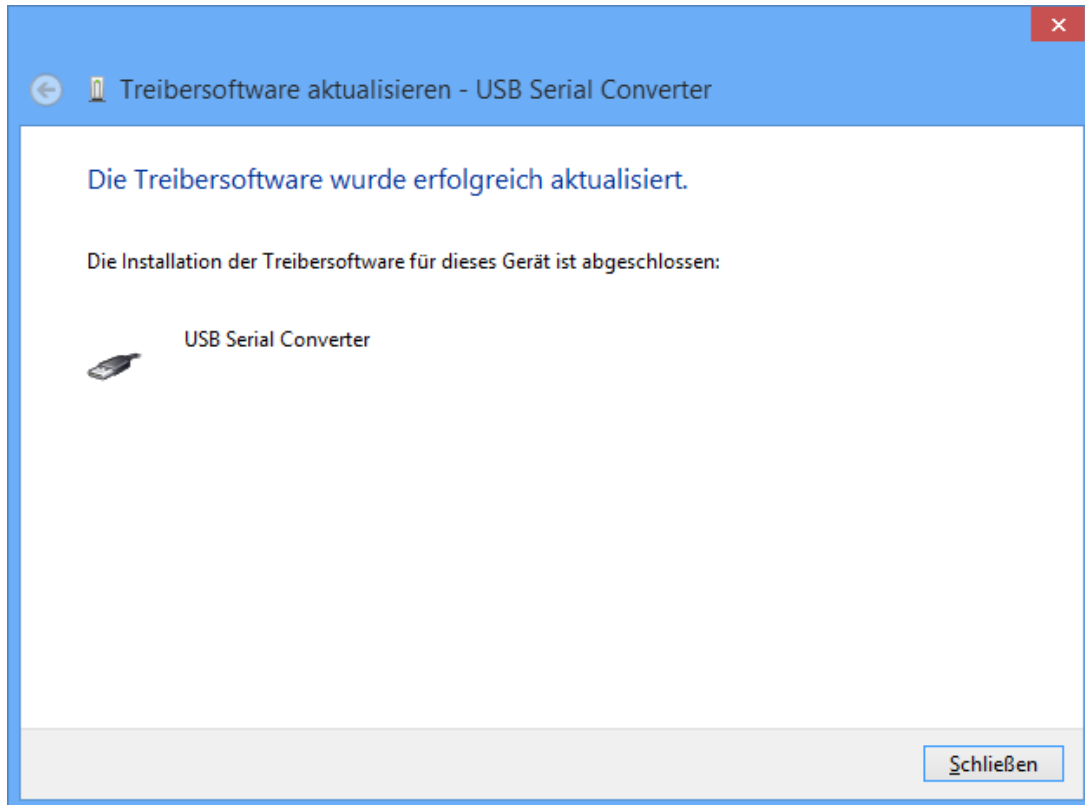 Treibersoftware aktualisieren - USB Serial Converter
Die Treibersoftware wurde erfolgreich aktualisiert.
Die Installation der Treibersoftware für dieses Gerät ist abgeschlossen:
USB Serial Converter
Schließen